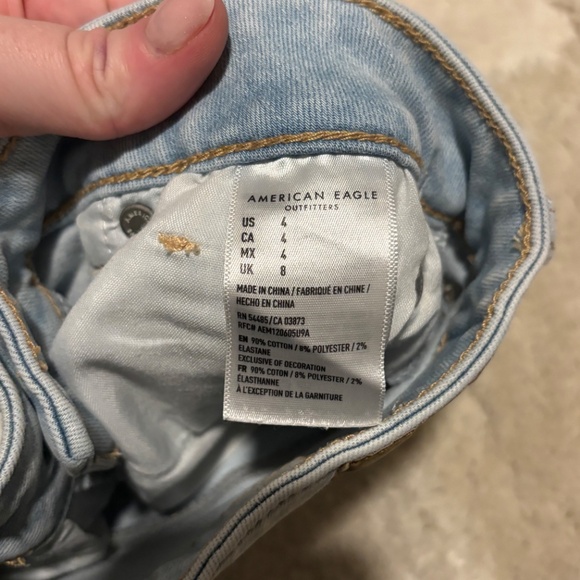 AMERICAN EAGLE
OUTFITTERS
US 4
CA 4
MX 4
UK 8
MADE IN CHINA / FABRIQUÉ EN CHINE /
HECHO EN CHINA
RN 54485/CA 03873
RFC# AEM120605U9A
EN 90% COTTON / 8% POLYESTER / 2%
ELASTANE
EXCLUSIVE OF DECORATION
FR 90% COTON / 8% POLYESTER / 2%
ÉLASTHANNE
À L'EXCEPTION DE LA GARNITURE
AMERIC